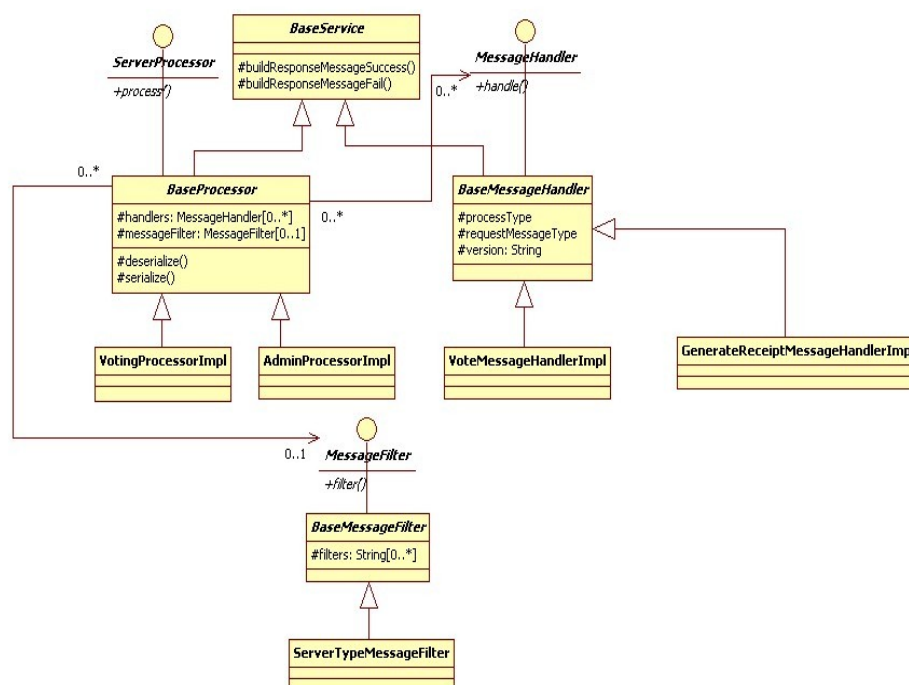 BaseService
#buildResponseMessageSuccess()
#buildResponseMessageFail()
ServerProcessor
+process()
MessageHandler
+handle()
0..*
0..*
BaseProcessor
#handlers: MessageHandler[0..*]
#messageFilter: MessageFilter[0..1]
#deserialize()
#serialize()
0..*
BaseMessageHandler
#processType
#requestMessageType
#version: String
VotingProcessorImpl
AdminProcessorImpl
VoteMessageHandlerImpl
GenerateReceiptMessageHandlerImpl
0..1
MessageFilter
+filter()
BaseMessageFilter
#filters: String[0..*]
ServerTypeMessageFilter